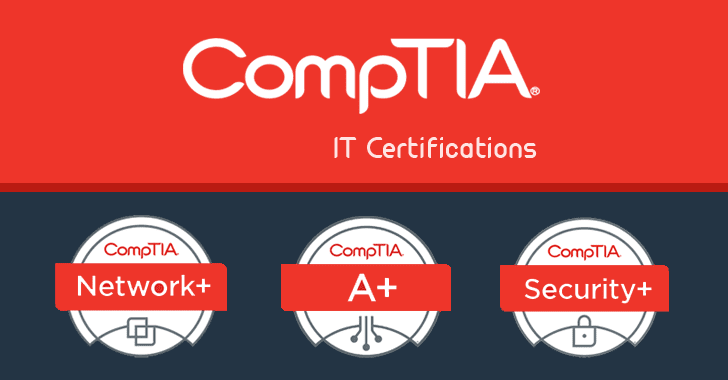 CompTIA®
IT Certifications
CompTIA
Network+
CompTIA
A+
CompTIA
Security+